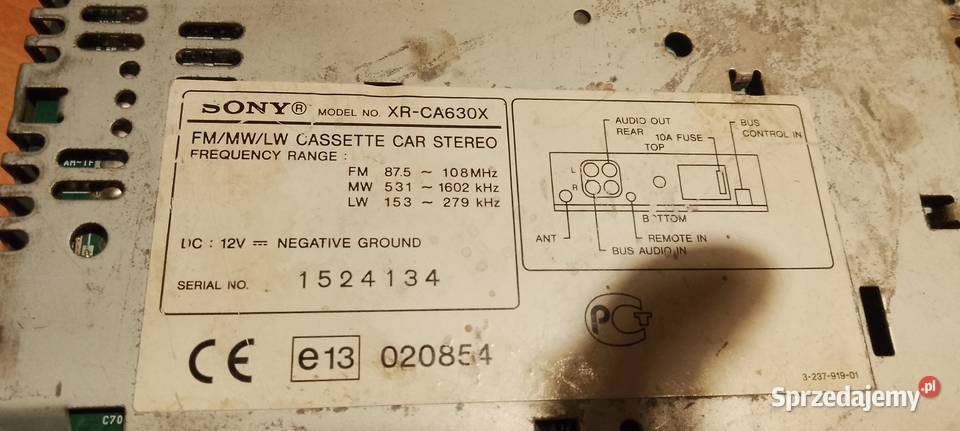 SONY® MODEL NO. XR-CA630X
FM/MW/LW CASSETTE CAR STEREO
FREQUENCY RANGE :
FM 87.5 ~ 108MHz
MW 531 ~ 1602 kHz
LW 153 ~ 279 kHz
DC : 12V ⎓ NEGATIVE GROUND
SERIAL NO. 1524134
AUDIO OUT
REAR
TOP
10A FUSE
BUS
CONTROL IN
L
R
BOTTOM
ANT
REMOTE IN
BUS AUDIO IN
CE e13 020854
РСТ
3-237-919-01
AM-IF
C70
Sprzedajemy.pl